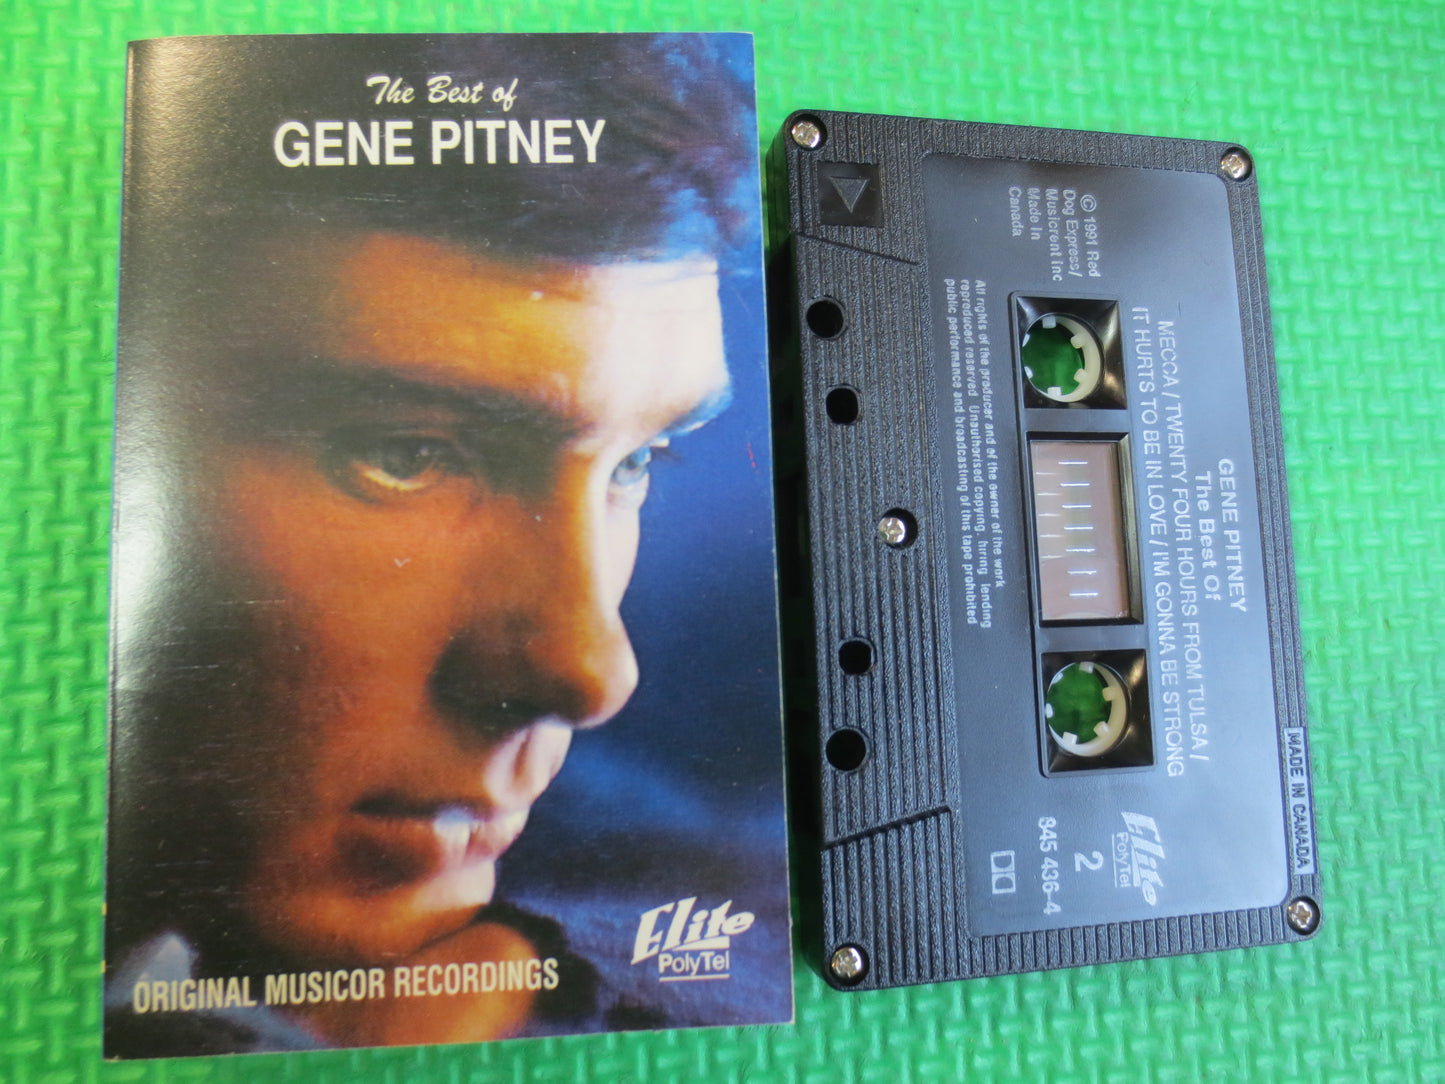 The Best of
GENE PITNEY
ORIGINAL MUSICOR RECORDINGS
Elite
PolyTel
GENE PITNEY
The Best Of
MECCA / TWENTY FOUR HOURS FROM TULSA /
IT HURTS TO BE IN LOVE / I'M GONNA BE STRONG
© 1991 Red
Dog Express/
Musicrent Inc
Made in
Canada
All rights of the producer and of the owner of the work
reproduced reserved. Unauthorised copying, hiring, lending
public performance and broadcasting of this tape prohibited
Elite
PolyTel
2
845 436-4
MADE IN CANADA